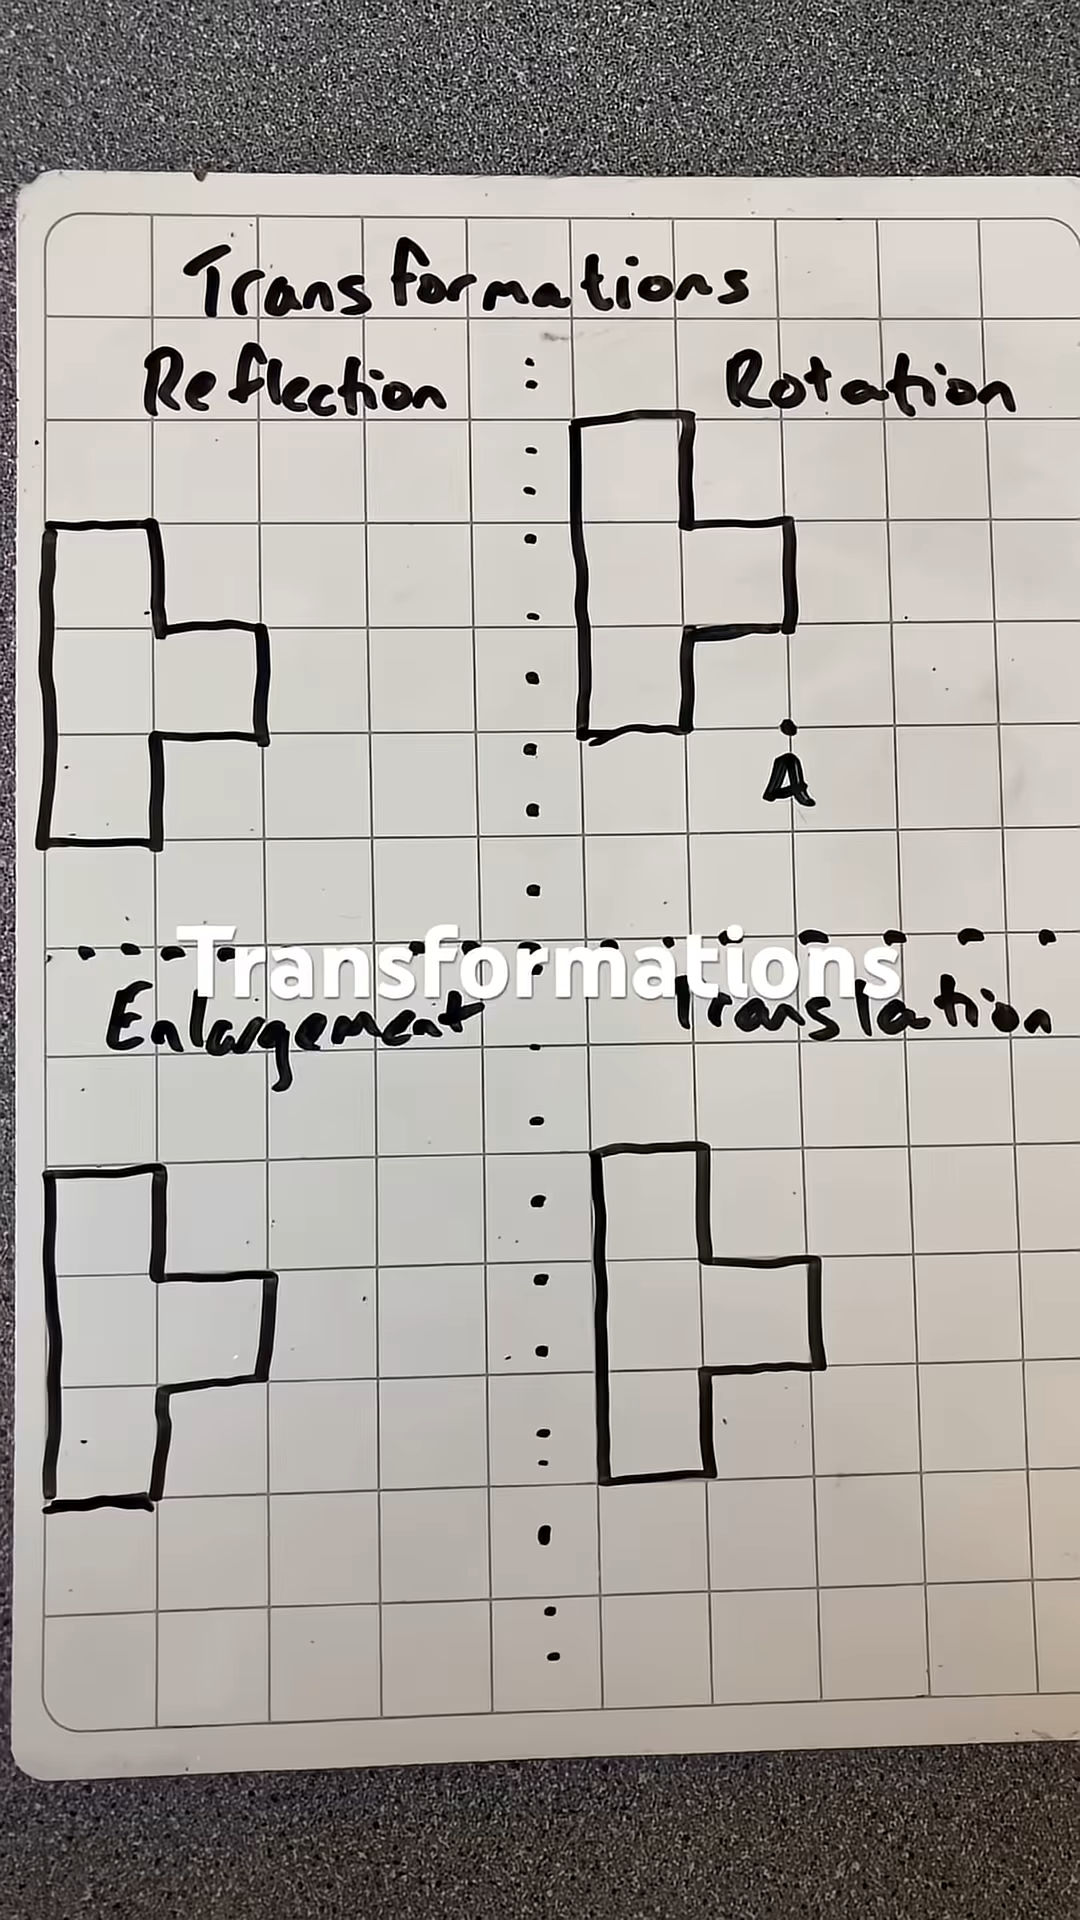 Transformations
Reflection
Rotation
A
Transformations
Enlargement
Translation